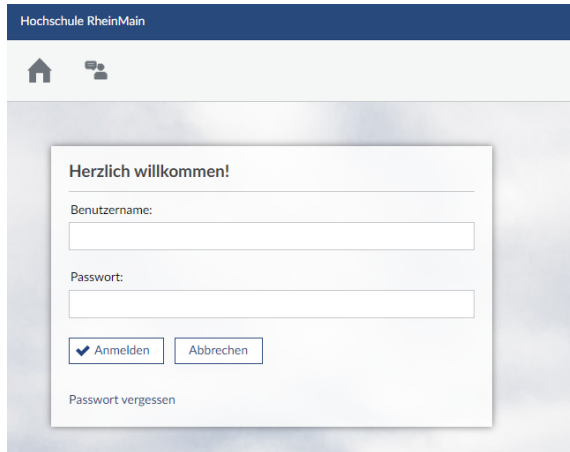 Hochschule RheinMain
Herzlich willkommen!
Benutzername:
Passwort:
Anmelden Abbrechen
Passwort vergessen